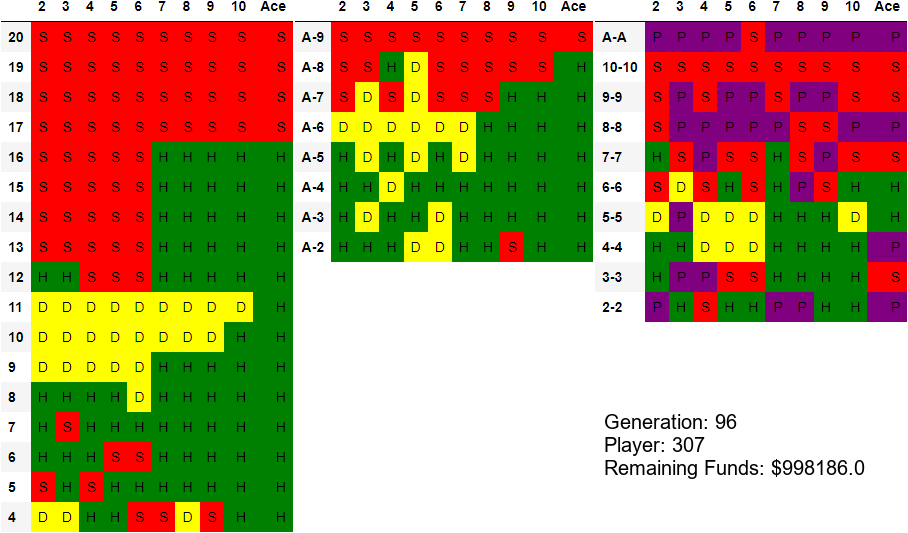 2 3 4 5 6 7 8 9 10 Ace
20 S S S S S S S S S S
19 S S S S S S S S S S
18 S S S S S S S S S S
17 S S S S S S S S S S
16 S S S S S H H H H H
15 S S S S S H H H H H
14 S S S S S H H H H H
13 S S S S S H H H H H
12 H H S S S H H H H H
11 D D D D D D D D D H
10 D D D D D D D D H H
9 D D D D D H H H H H
8 H H H H D H H H H H
7 H S H H H H H H H H
6 H H H S S H H H H H
5 S H S H H H H H H H
4 D D H H S S D S H H
2 3 4 5 6 7 8 9 10 Ace
A-9 S S S S S S S S S S
A-8 S S H D S S S S S H
A-7 S D S D S S S H H H
A-6 D D D D D D H H H H
A-5 H D H D H D H H H H
A-4 H H D H H H H H H H
A-3 H D H H D H H H H H
A-2 H H H D D H H S H H
2 3 4 5 6 7 8 9 10 Ace
A-A P P P P S P P P P P
10-10 S S S S S S S S S S
9-9 S P S P P S P P S S
8-8 S P P P P P S S P P
7-7 H S P S S H S P S S
6-6 S D S H S H P S H H
5-5 D P D D D H H H D H
4-4 H H D D D H H H H P
3-3 H P P S S H H H H S
2-2 P H S H H P P H H P
Generation: 96
Player: 307
Remaining Funds: $998186.0